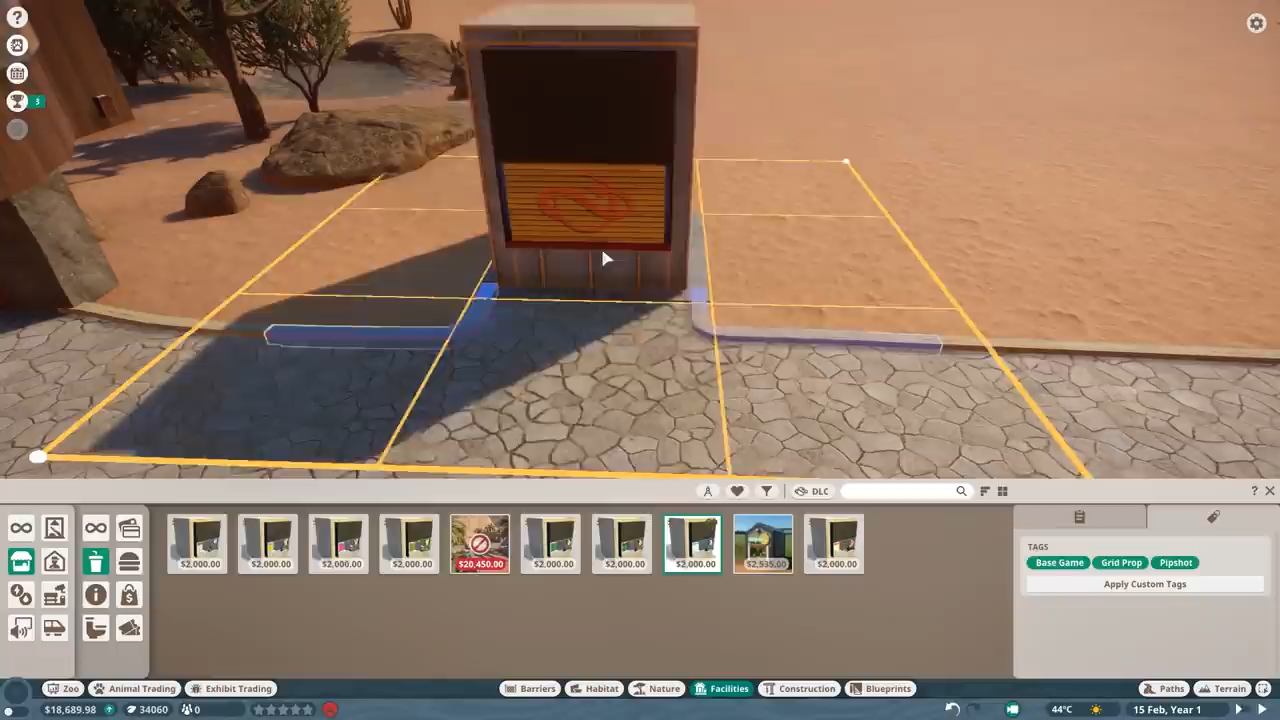 ?
3
DLC
?
$2,000.00 $2,000.00 $2,000.00 $2,000.00 $20,450.00 $2,000.00 $2,000.00 $2,000.00 $2,535.00 $2,000.00
TAGS
Base Game Grid Prop Pipshot
Apply Custom Tags
Zoo Animal Trading Exhibit Trading Barriers Habitat Nature Facilities Construction Blueprints Paths Terrain
$18,689.98 34060 0 44°C 15 Feb, Year 1